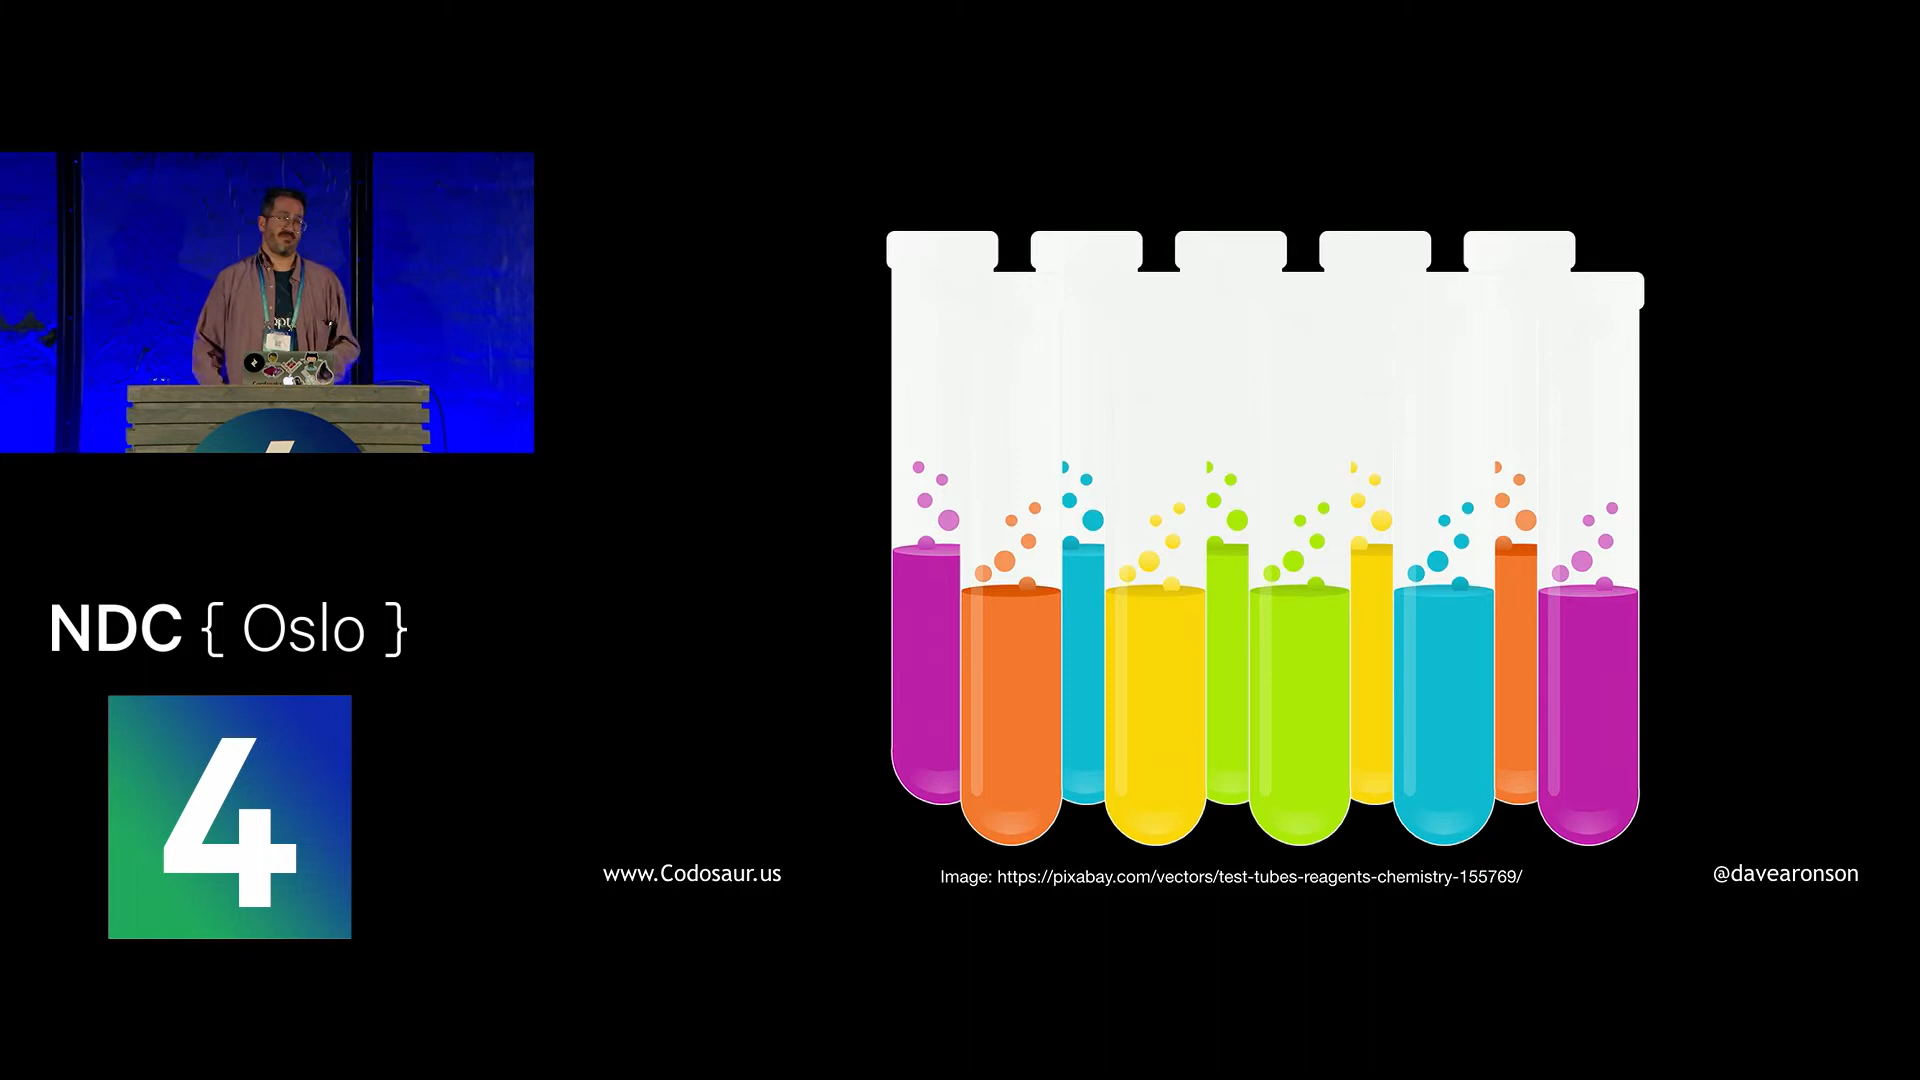 NDC { Oslo }
4
www.Codosaur.us
Image: https://pixabay.com/vectors/test-tubes-reagents-chemistry-155769/
@davearonson